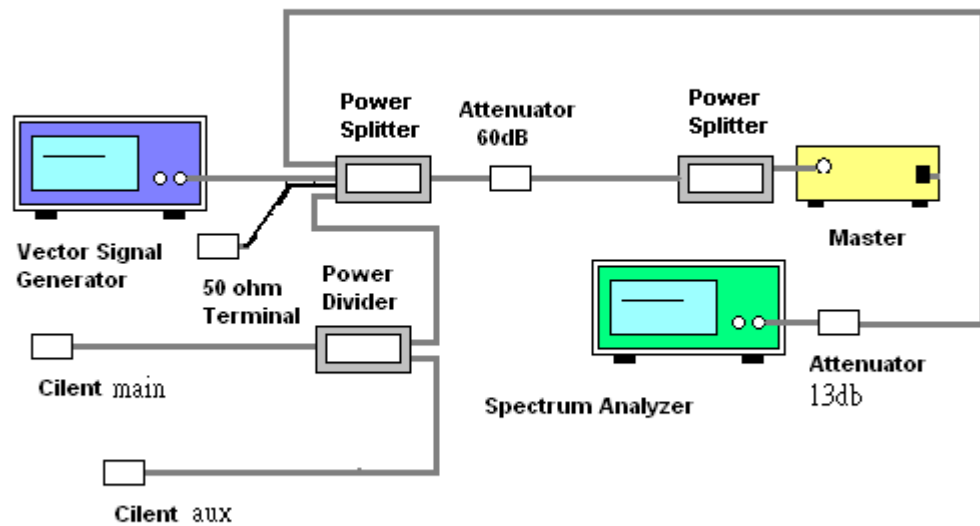 Power
Splitter
Attenuator
60dB
Power
Splitter
Vector Signal
Generator
50 ohm
Terminal
Power
Divider
Master
Cilent main
Spectrum Analyzer
Attenuator
13db
Cilent aux